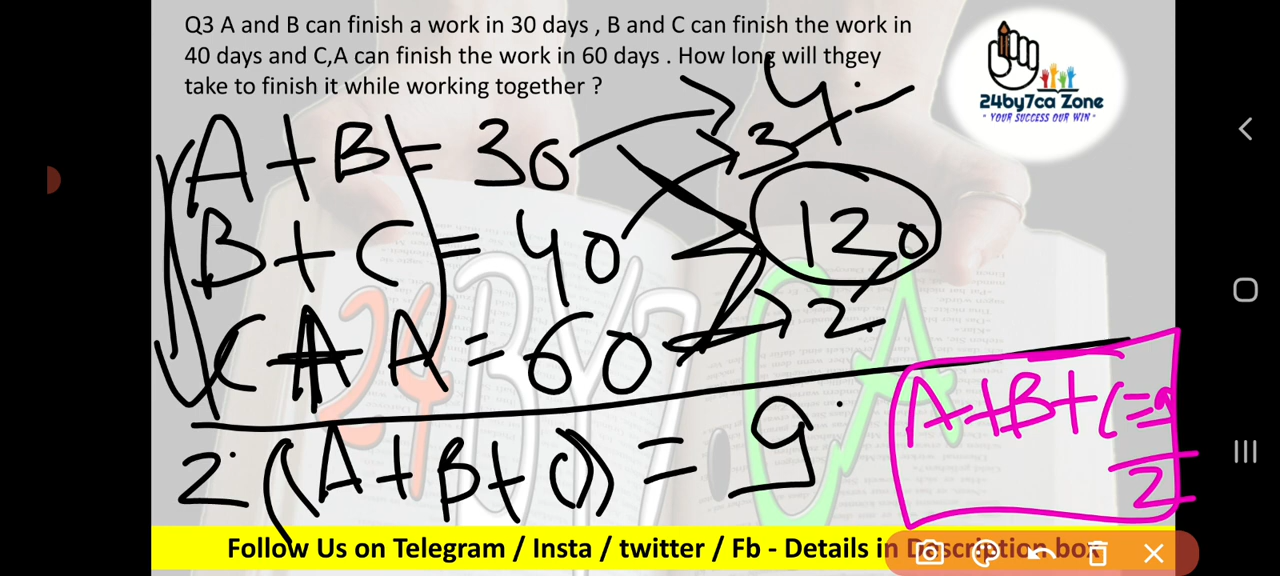 Q3 A and B can finish a work in 30 days , B and C can finish the work in
40 days and C,A can finish the work in 60 days . How long will thgey
take to finish it while working together ?
24by7ca Zone
" YOUR SUCCESS OUR WIN "
A + B = 30 4
B + C = 40 3
120
C + A = 60 2
2 (A + B + C) = 9
A+B+C=9
2
24BY7
CA
Follow Us on Telegram / Insta / twitter / Fb - Details in Description box